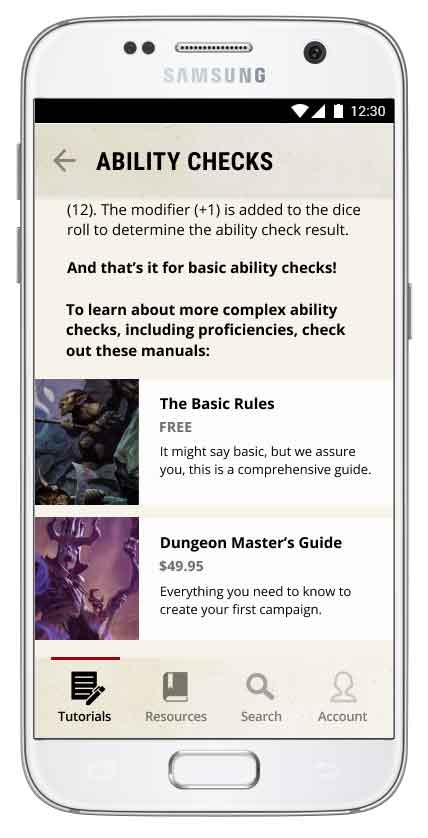 SAMSUNG
12:30
ABILITY CHECKS
(12). The modifier (+1) is added to the dice
roll to determine the ability check result.
And that's it for basic ability checks!
To learn about more complex ability
checks, including proficiencies, check
out these manuals:
The Basic Rules
FREE
It might say basic, but we assure
you, this is a comprehensive guide.
Dungeon Master's Guide
$49.95
Everything you need to know to
create your first campaign.
Tutorials
Resources
Search
Account